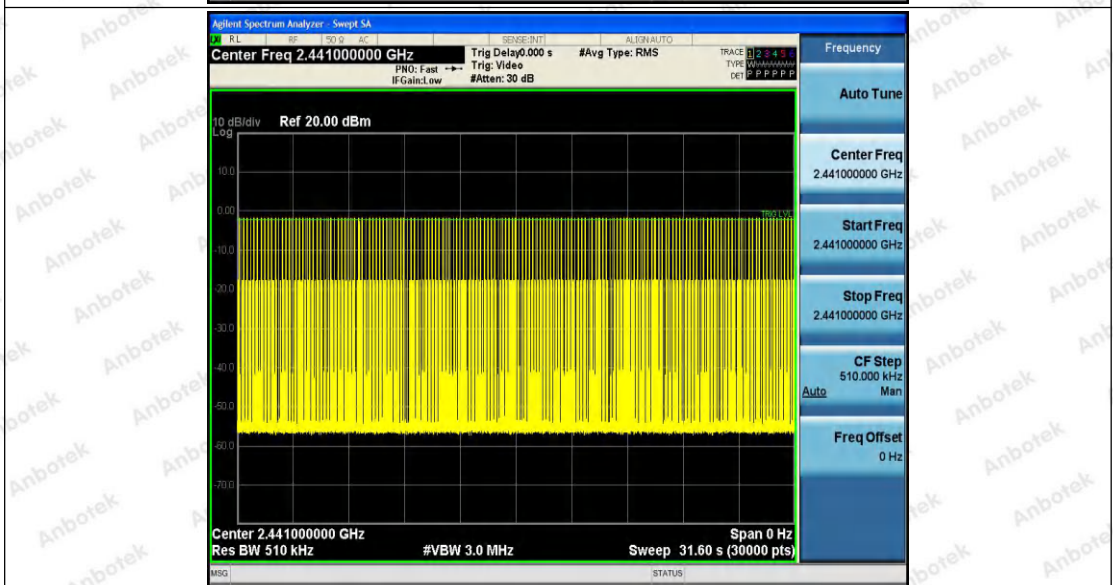 Agilent Spectrum Analyzer - Swept SA
RL RF 50 Ω AC SENSE:INT ALIGN AUTO
Center Freq 2.441000000 GHz
PNO: Fast
IFGain:Low
Trig Delay0.000 s
Trig: Video
#Atten: 30 dB
#Avg Type: RMS
TRACE 1 2 3 4 5 6
TYPE
DET P P P P P P
10 dB/div
Log
Ref 20.00 dBm
10.0
0.00
-10.0
-20.0
-30.0
-40.0
-50.0
-60.0
-70.0
TRIG LVL
Center 2.441000000 GHz
Span 0 Hz
Res BW 510 kHz
#VBW 3.0 MHz
Sweep 31.60 s (30000 pts)
MSG
STATUS
Frequency
Auto Tune
Center Freq
2.441000000 GHz
Start Freq
2.441000000 GHz
Stop Freq
2.441000000 GHz
CF Step
510.000 kHz
Auto Man
Freq Offset
0 Hz
Anbotek